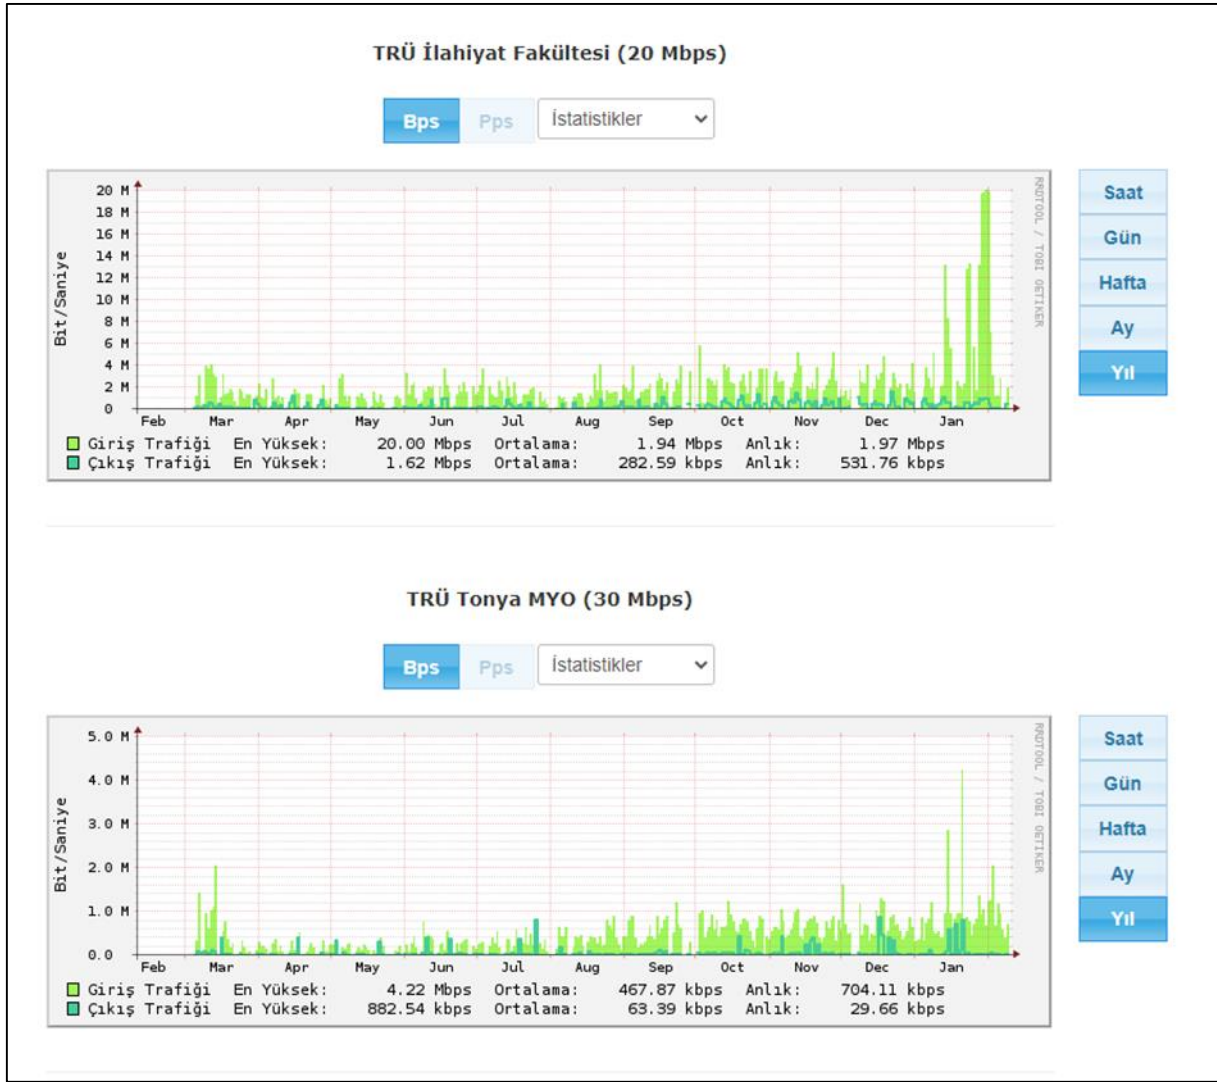 TRÜ İlahiyat Fakültesi (20 Mbps)
Bps Pps İstatistikler
20 M
18 M
16 M
14 M
12 M
10 M
8 M
6 M
4 M
2 M
0
Bit/Saniye
RRDTOOL / TOBI OETIKER
Feb Mar Apr May Jun Jul Aug Sep Oct Nov Dec Jan
Giriş Trafiği En Yüksek: 20.00 Mbps Ortalama: 1.94 Mbps Anlık: 1.97 Mbps
Çıkış Trafiği En Yüksek: 1.62 Mbps Ortalama: 282.59 kbps Anlık: 531.76 kbps
Saat
Gün
Hafta
Ay
Yıl
TRÜ Tonya MYO (30 Mbps)
Bps Pps İstatistikler
5.0 M
4.0 M
3.0 M
2.0 M
1.0 M
0.0
Bit/Saniye
RRDTOOL / TOBI OETIKER
Feb Mar Apr May Jun Jul Aug Sep Oct Nov Dec Jan
Giriş Trafiği En Yüksek: 4.22 Mbps Ortalama: 467.87 kbps Anlık: 704.11 kbps
Çıkış Trafiği En Yüksek: 882.54 kbps Ortalama: 63.39 kbps Anlık: 29.66 kbps
Saat
Gün
Hafta
Ay
Yıl